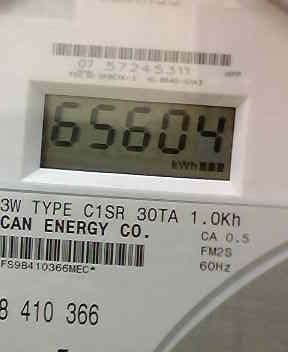 07 57245311
MPP
65604
kWh
3W TYPE C1SR 30TA 1.0Kh
CAN ENERGY CO.
CA 0.5
FM2S
60Hz
FS9B410366MEC*
8 410 366